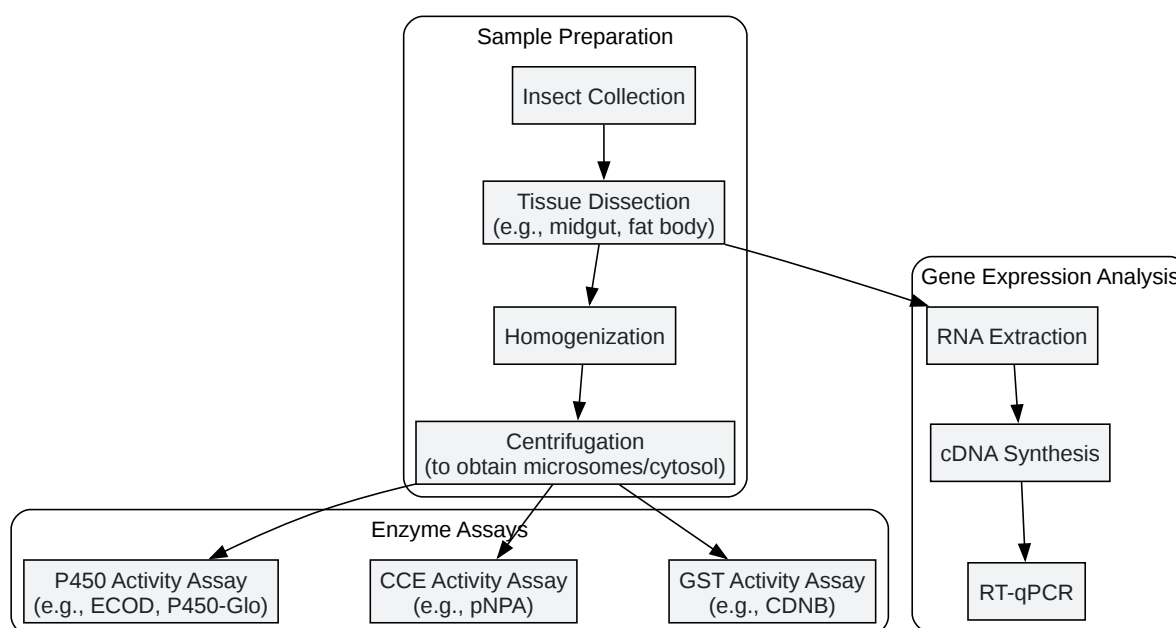 Sample Preparation
Insect Collection
Tissue Dissection
(e.g., midgut, fat body)
Homogenization
Centrifugation
(to obtain microsomes/cytosol)
Gene Expression Analysis
RNA Extraction
cDNA Synthesis
RT-qPCR
Enzyme Assays
P450 Activity Assay
(e.g., ECOD, P450-Glo)
CCE Activity Assay
(e.g., pNPA)
GST Activity Assay
(e.g., CDNB)